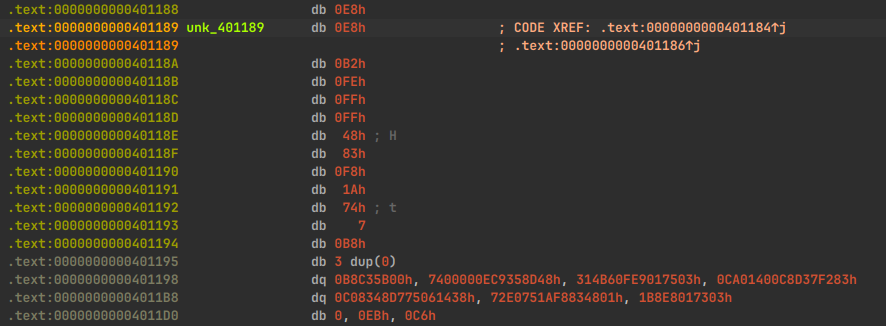 .text:0000000000401188 db 0E8h
.text:0000000000401189 unk_401189 db 0E8h ; CODE XREF: .text:0000000000401184↑j
.text:0000000000401189 ; .text:0000000000401186↑j
.text:000000000040118A db 0B2h
.text:000000000040118B db 0FEh
.text:000000000040118C db 0FFh
.text:000000000040118D db 0FFh
.text:000000000040118E db 48h ; H
.text:000000000040118F db 83h
.text:0000000000401190 db 0F8h
.text:0000000000401191 db 1Ah
.text:0000000000401192 db 74h ; t
.text:0000000000401193 db 7
.text:0000000000401194 db 0B8h
.text:0000000000401195 db 3 dup(0)
.text:0000000000401198 dq 0B8C35B00h, 7400000EC9358D48h, 314B60FE9017503h, 0CA01400C8D37F283h
.text:00000000004011B8 dq 0C08348D775061438h, 72E0751AF8834801h, 1B8E8017303h
.text:00000000004011D0 db 0, 0EBh, 0C6h